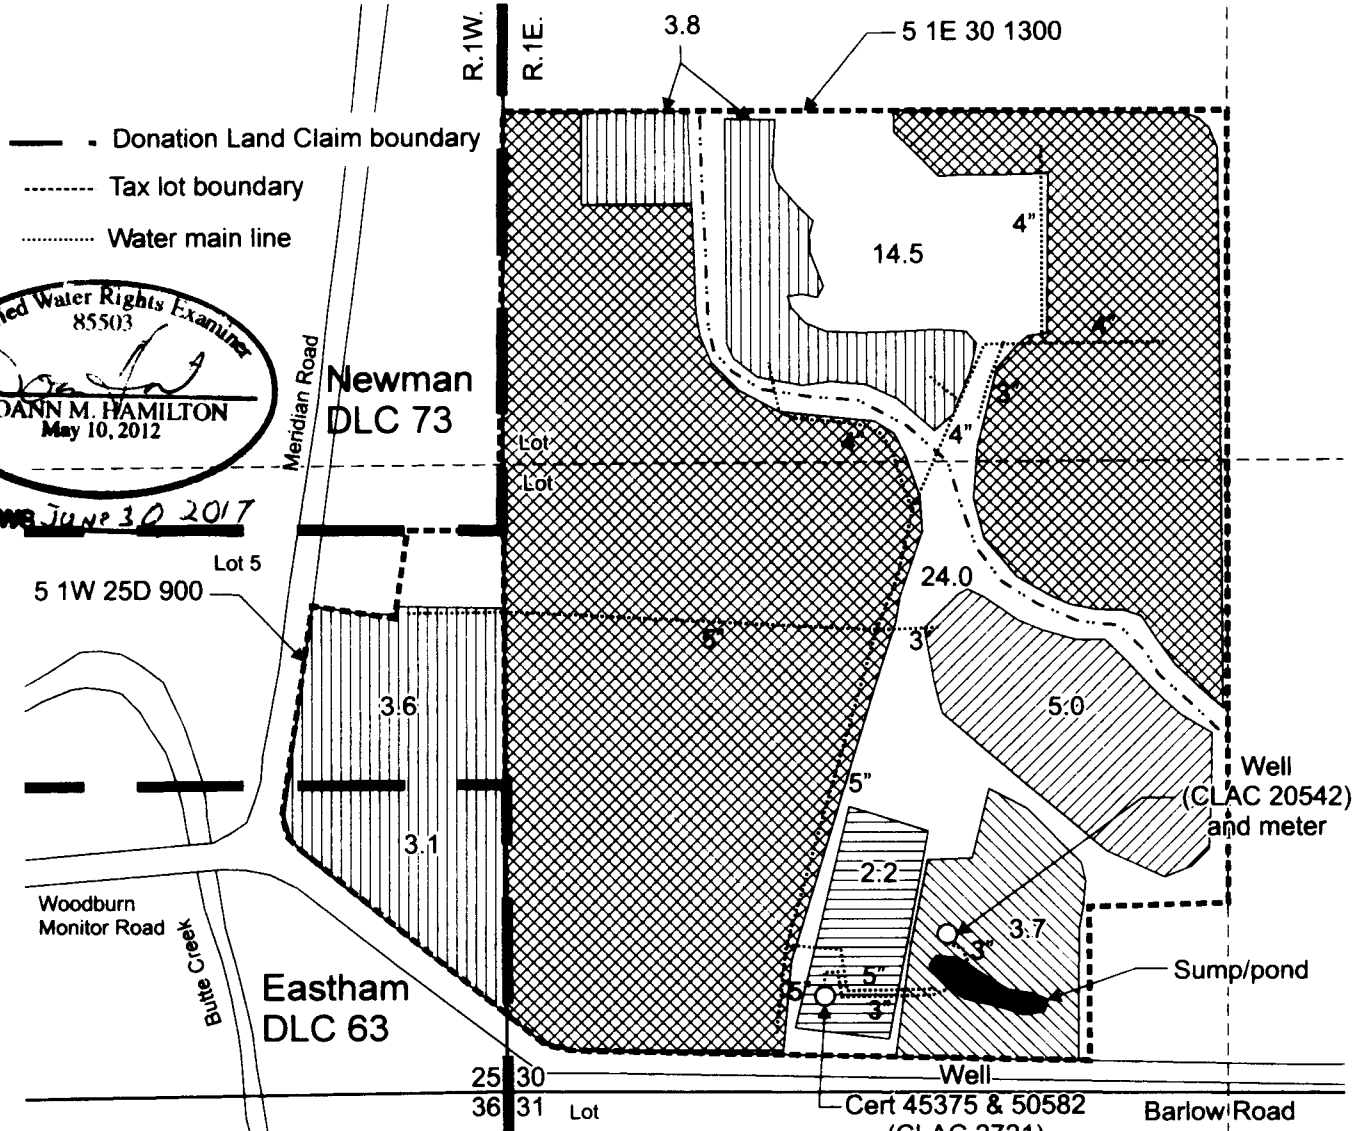 R.1W.
R.1E.
3.8
5 1E 30 1300
Donation Land Claim boundary
Tax lot boundary
Water main line
Water Rights Examiner
85503
HAMILTON
May 10, 2012
JUNE 30 2017
Meridian Road
Newman
DLC 73
14.5
4"
4"
3"
4"
4"
Lot
Lot
Lot 5
5 1W 25D 900
24.0
5"
3"
3.6
5.0
5"
Well
(CLAC 20542)
and meter
3.1
2.2
Woodburn
Monitor Road
Butte Creek
3.7
3"
Eastham
DLC 63
5"
5"
3"
Sump/pond
25 30
36 31
Lot
Well
Cert 45375 & 50582
Barlow Road